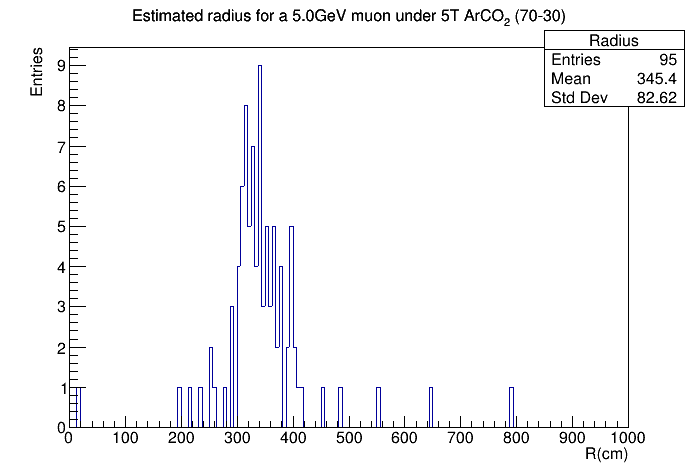 Estimated radius for a 5.0GeV muon under 5T ArCO₂ (70-30)
Radius
Entries 95
Mean 345.4
Std Dev 82.62
Entries
9
8
7
6
5
4
3
2
1
0
0 100 200 300 400 500 600 700 800 900 1000
R(cm)